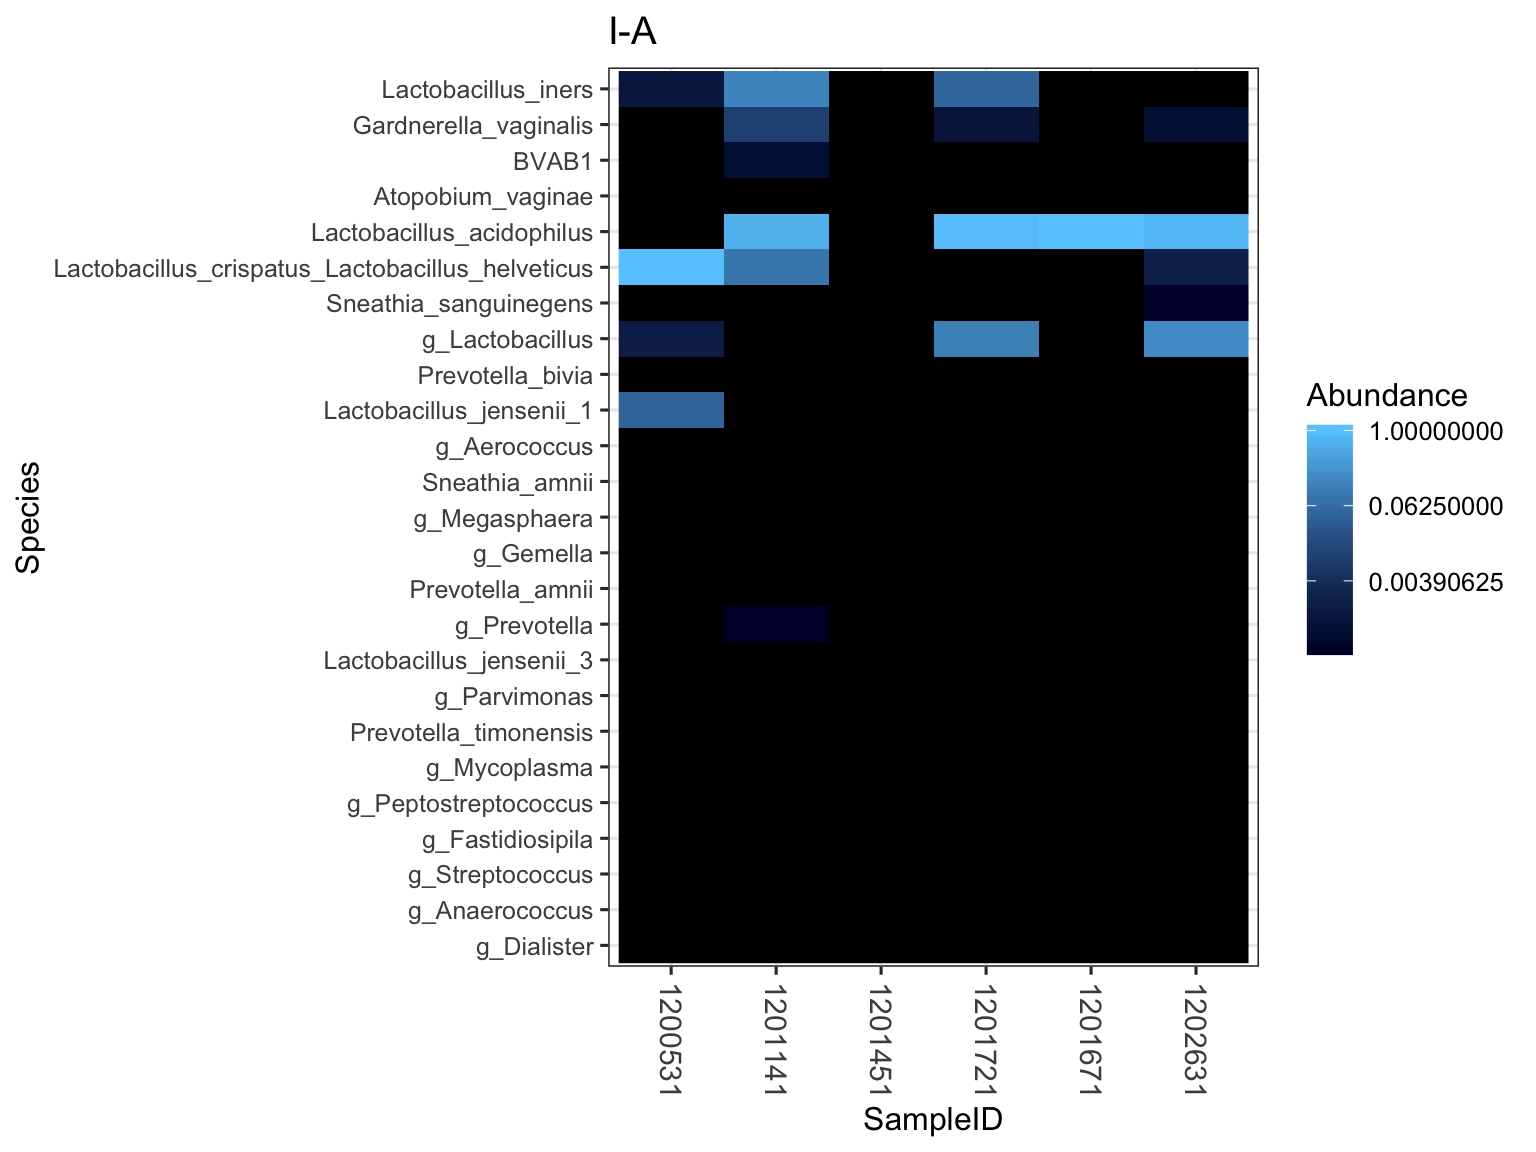 I-A
Lactobacillus_iners
Gardnerella_vaginalis
BVAB1
Atopobium_vaginae
Lactobacillus_acidophilus
Lactobacillus_crispatus_Lactobacillus_helveticus
Sneathia_sanguinegens
g_Lactobacillus
Prevotella_bivia
Lactobacillus_jensenii_1
g_Aerococcus
Sneathia_amnii
g_Megasphaera
g_Gemella
Prevotella_amnii
g_Prevotella
Lactobacillus_jensenii_3
g_Parvimonas
Prevotella_timonensis
g_Mycoplasma
g_Peptostreptococcus
g_Fastidiosipila
g_Streptococcus
g_Anaerococcus
g_Dialister
Species
1200531
1201141
1201451
1201721
1201671
1202631
SampleID
Abundance
1.00000000
0.06250000
0.00390625